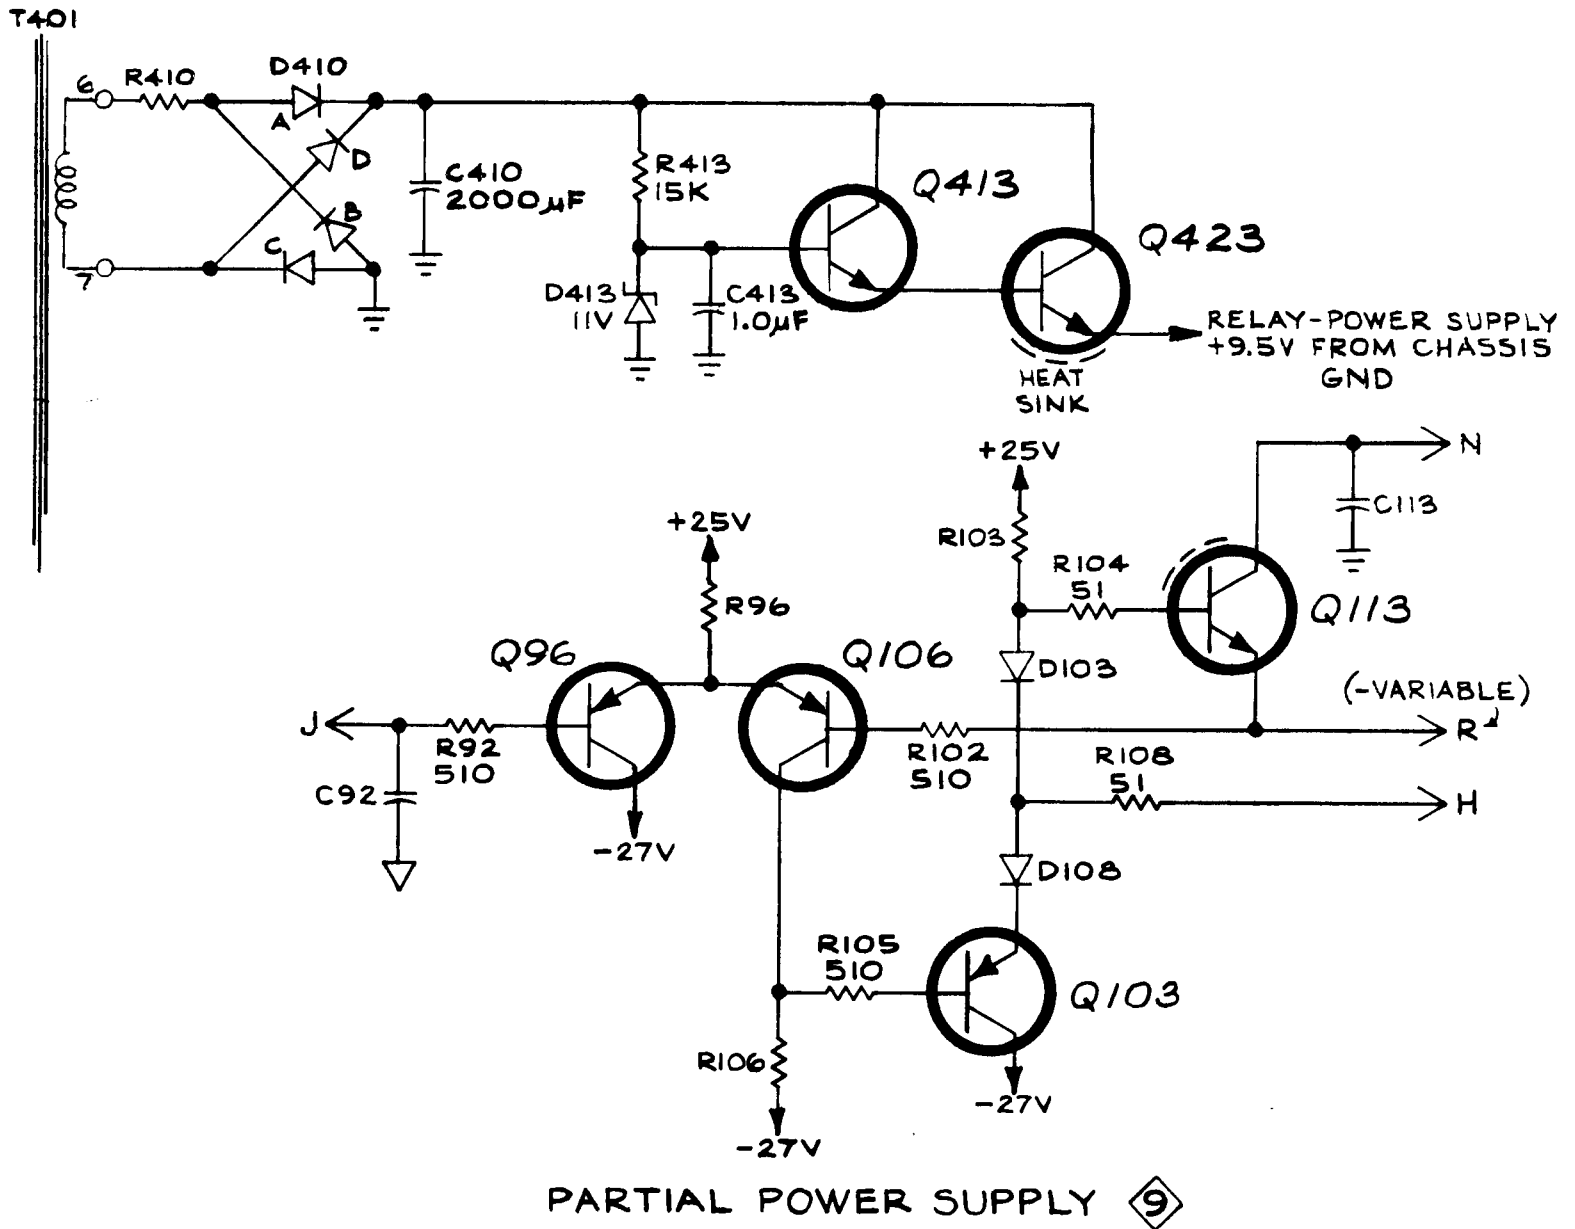 T401
6
R410
D410
A
D
B
C
7
C410
2000µF
R413
15K
D413
11V
C413
1.0µF
Q413
Q423
HEAT
SINK
RELAY-POWER SUPPLY
+9.5V FROM CHASSIS
GND
+25V
N
C113
+25V
R103
R104
51
Q113
R96
Q96
Q106
D103
(-VARIABLE)
J
R92
510
R102
510
R
R108
51
C92
H
-27V
D108
R105
510
Q103
R106
-27V
-27V
PARTIAL POWER SUPPLY 9